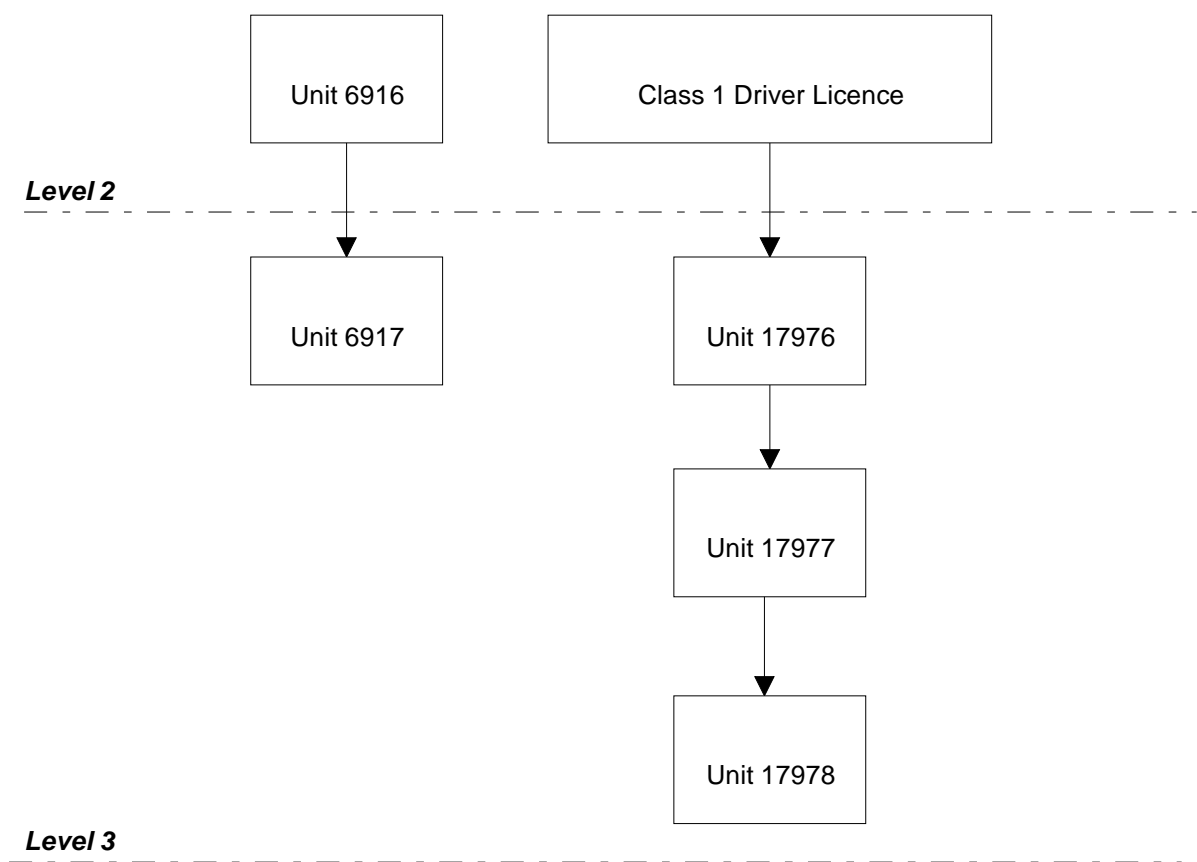 Unit 6916
Class 1 Driver Licence
Level 2
Unit 6917
Unit 17976
Unit 17977
Unit 17978
Level 3